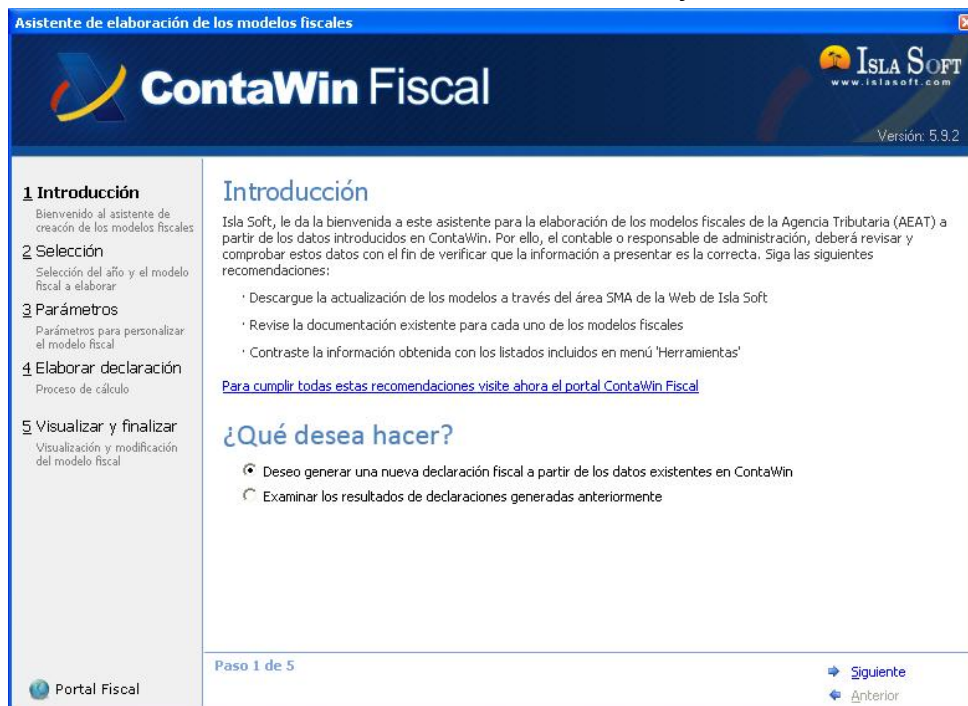 Asistente de elaboración de los modelos fiscales
ContaWin Fiscal
ISLA SOFT
www.islasoft.com
Versión: 5.9.2
1 Introducción
Bienvenido al asistente de
creacón de los modelos fiscales
2 Selección
Selección del año y el modelo
fiscal a elaborar
3 Parámetros
Parámetros para personalizar
el modelo fiscal
4 Elaborar declaración
Proceso de cálculo
5 Visualizar y finalizar
Visualización y modificación
del modelo fiscal
Portal Fiscal
Introducción
Isla Soft, le da la bienvenida a este asistente para la elaboración de los modelos fiscales de la Agencia Tributaria (AEAT) a
partir de los datos introducidos en ContaWin. Por ello, el contable o responsable de administración, deberá revisar y
comprobar estos datos con el fin de verificar que la información a presentar es la correcta. Siga las siguientes
recomendaciones:
· Descargue la actualización de los modelos a través del área SMA de la Web de Isla Soft
· Revise la documentación existente para cada uno de los modelos fiscales
· Contraste la información obtenida con los listados incluidos en menú 'Herramientas'
Para cumplir todas estas recomendaciones visite ahora el portal ContaWin Fiscal
¿Qué desea hacer?
Deseo generar una nueva declaración fiscal a partir de los datos existentes en ContaWin
Examinar los resultados de declaraciones generadas anteriormente
Paso 1 de 5
Siguiente
Anterior